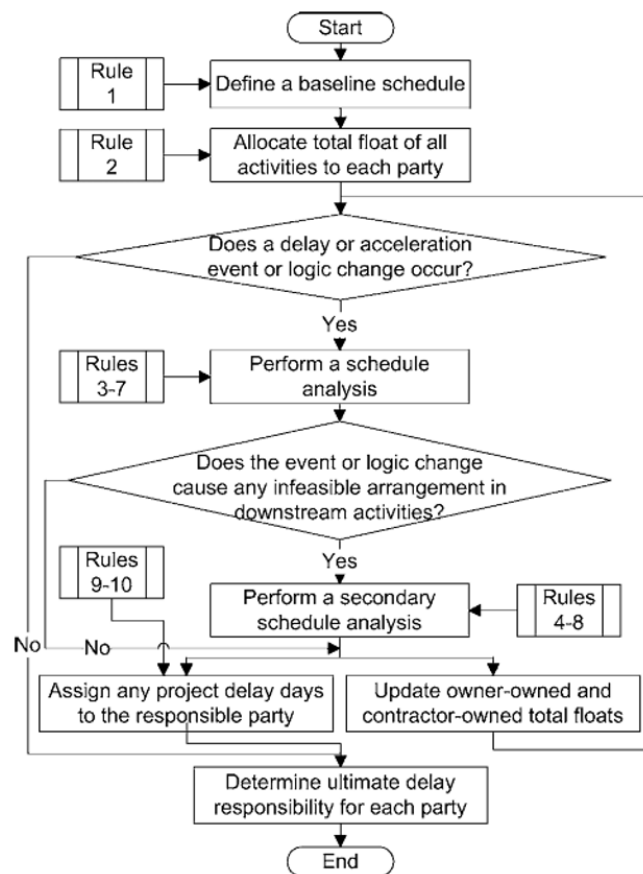 Start
Rule
1
Define a baseline schedule
Rule
2
Allocate total float of all
activities to each party
Does a delay or acceleration
event or logic change occur?
Yes
Rules
3-7
Perform a schedule
analysis
Does the event or logic change
cause any infeasible arrangement in
downstream activities?
Yes
Rules
9-10
Perform a secondary
schedule analysis
Rules
4-8
No
No
Assign any project delay days
to the responsible party
Update owner-owned and
contractor-owned total floats
Determine ultimate delay
responsibility for each party
End